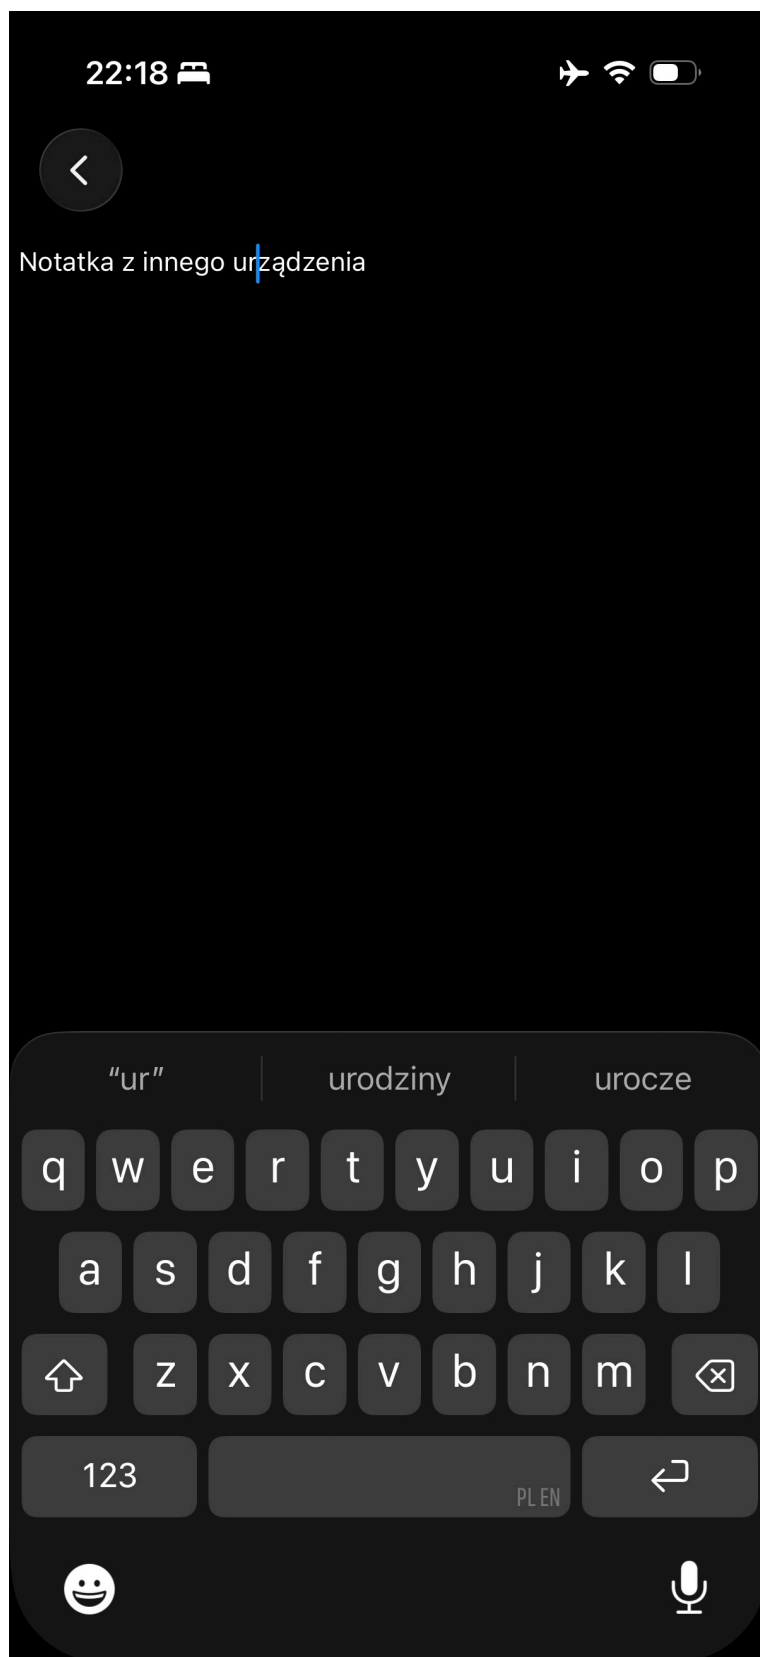 22:18
Notatka z innego urządzenia
“ur” urodziny urocze
q w e r t y u i o p
a s d f g h j k l
z x c v b n m
123 PL EN